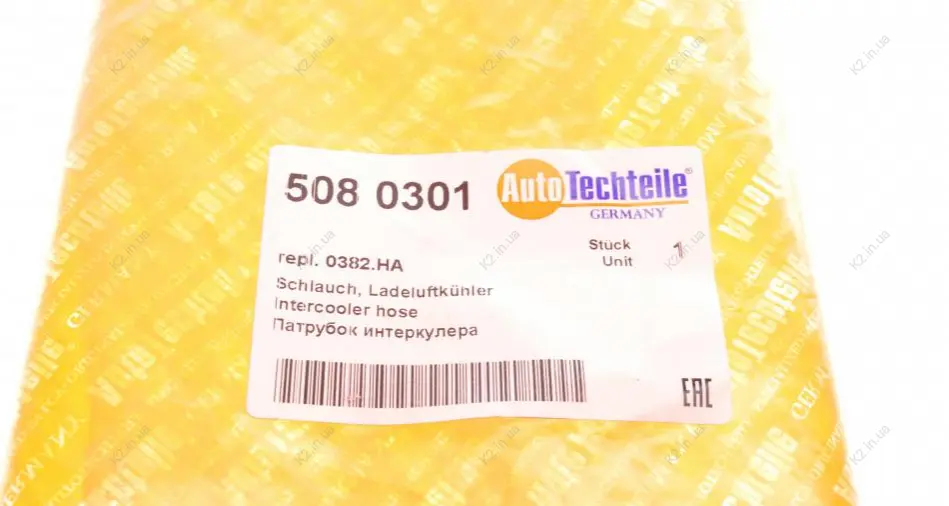 508 0301
AutoTechteile®
GERMANY
repl. 0382.HA
Stück 1
Unit
Schlauch, Ladeluftkühler
Intercooler hose
Патрубок интеркулера
EAC
K2.in.ua